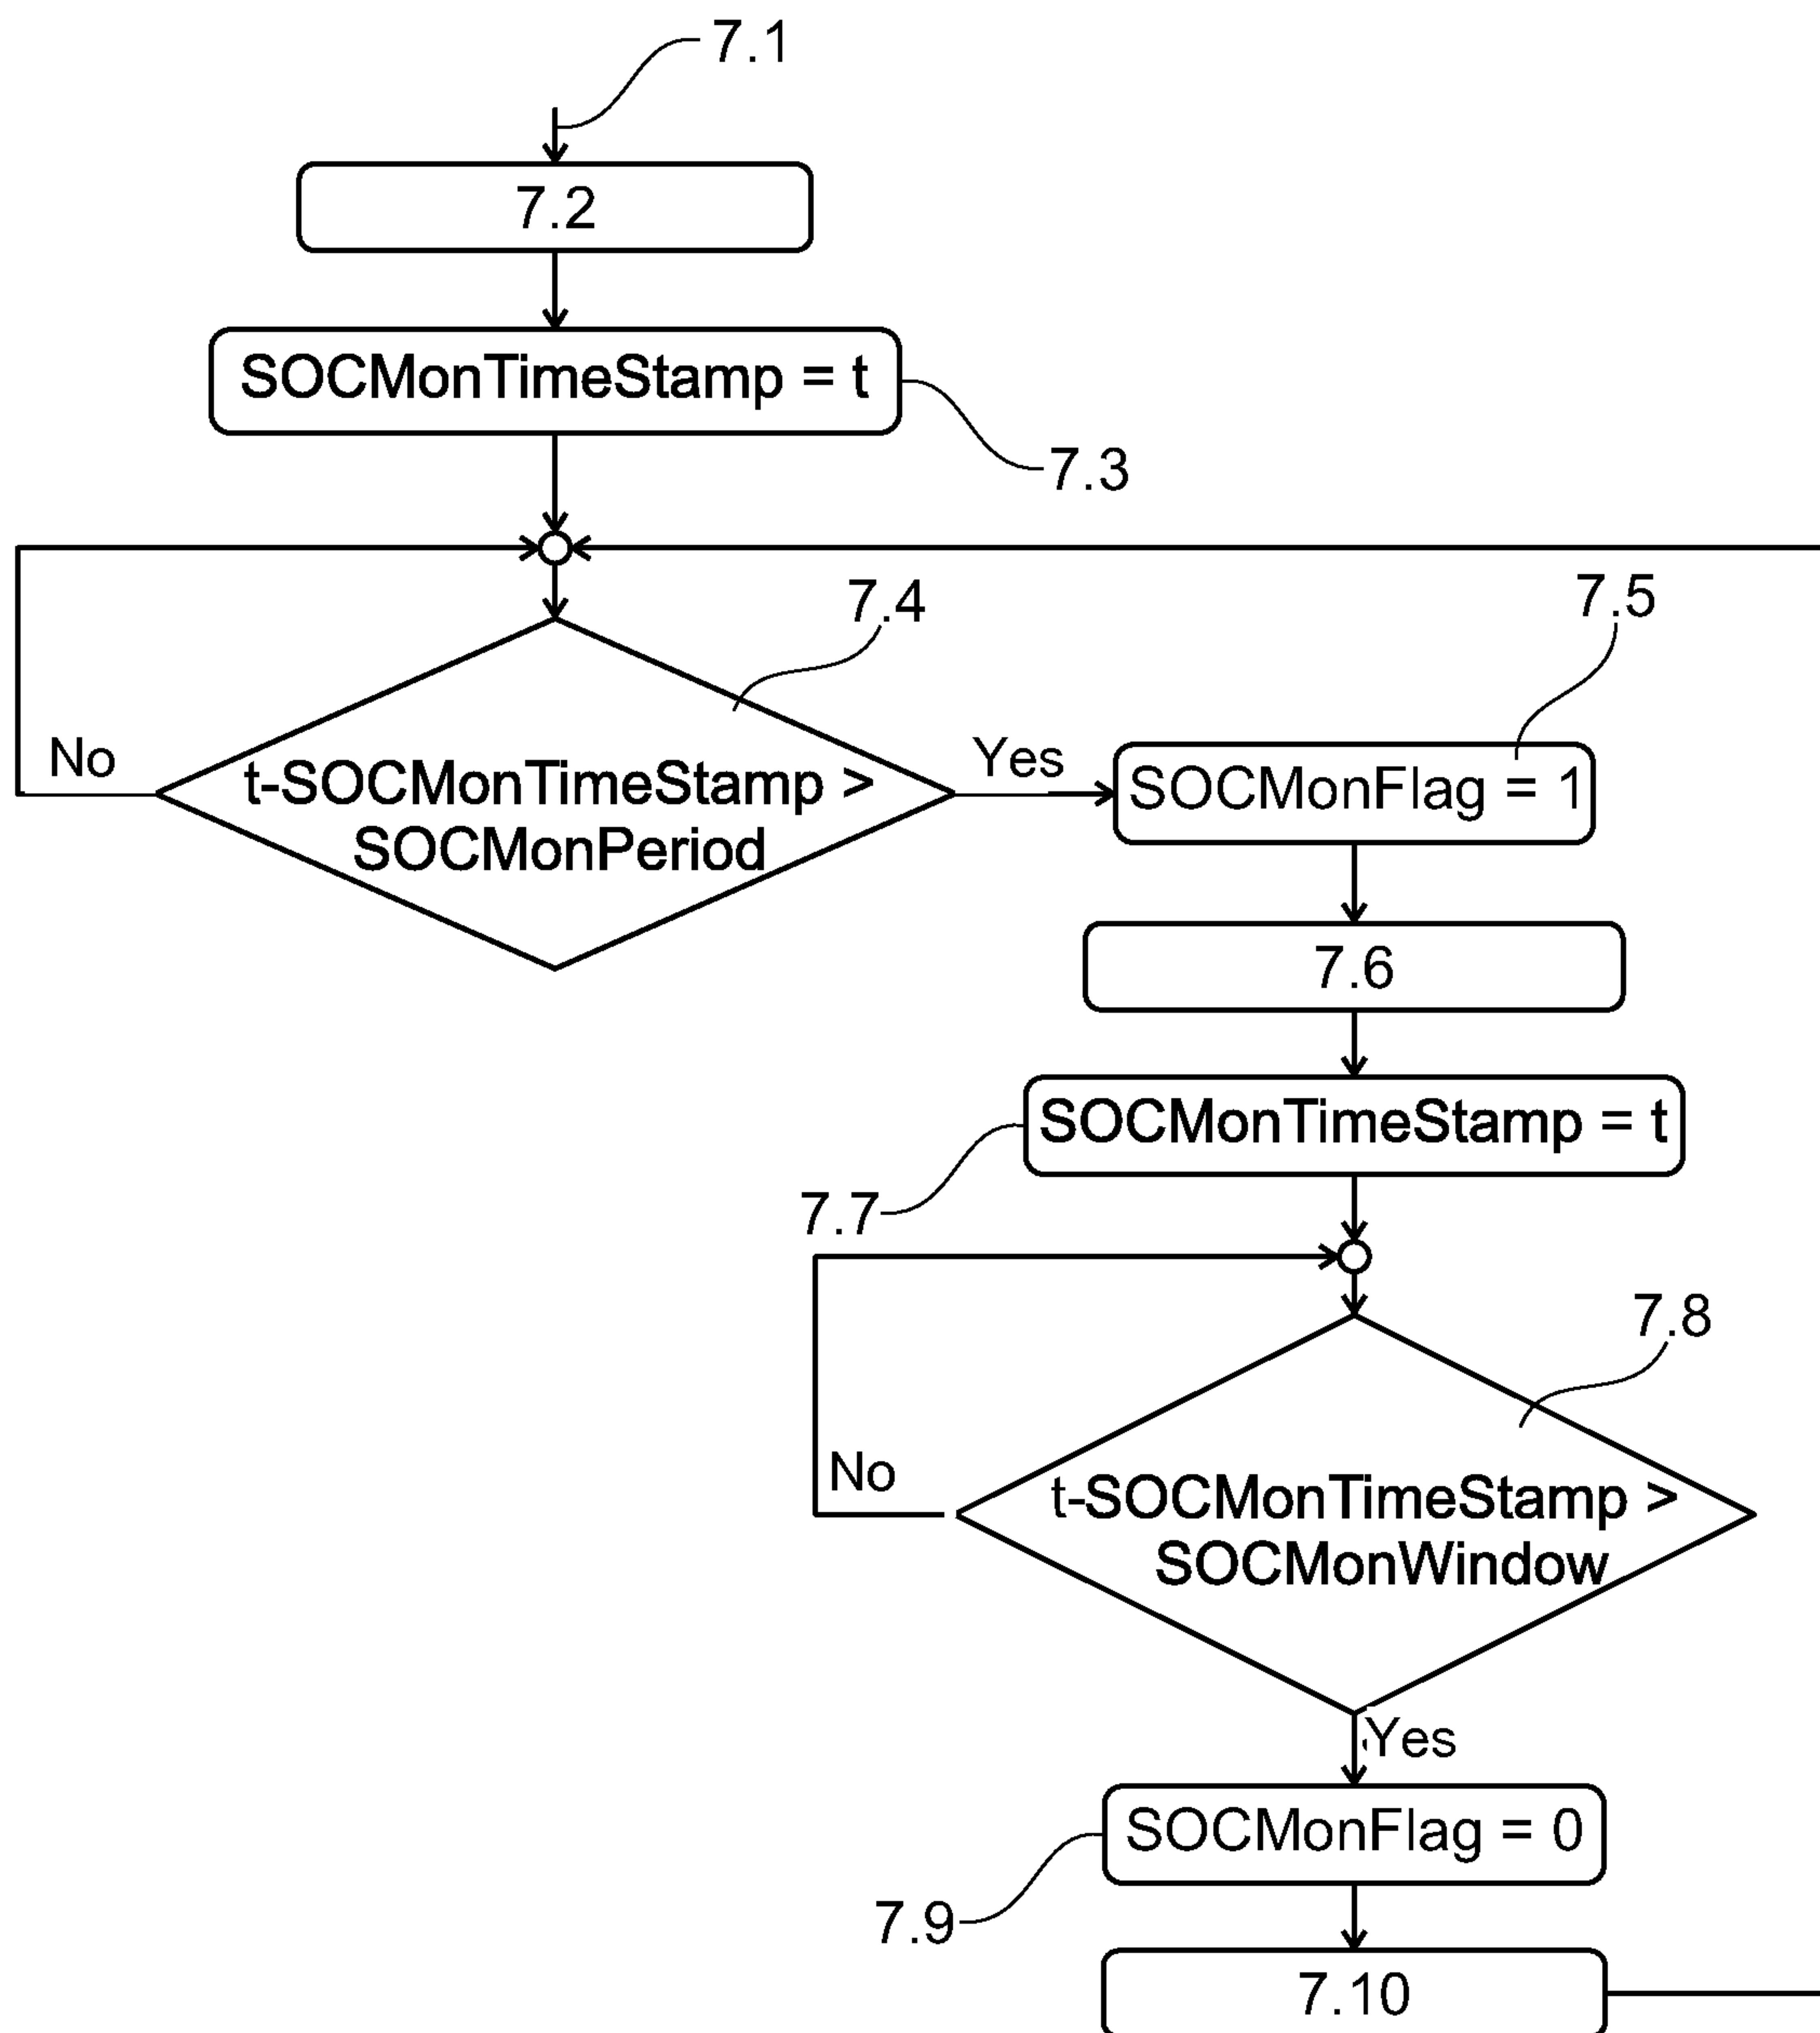 7.1
7.2
SOCMonTimeStamp = t
7.3
7.4
7.5
No
t-SOCMonTimeStamp >
SOCMonPeriod
Yes
SOCMonFlag = 1
7.6
SOCMonTimeStamp = t
7.7
7.8
No
t-SOCMonTimeStamp >
SOCMonWindow
Yes
SOCMonFlag = 0
7.9
7.10